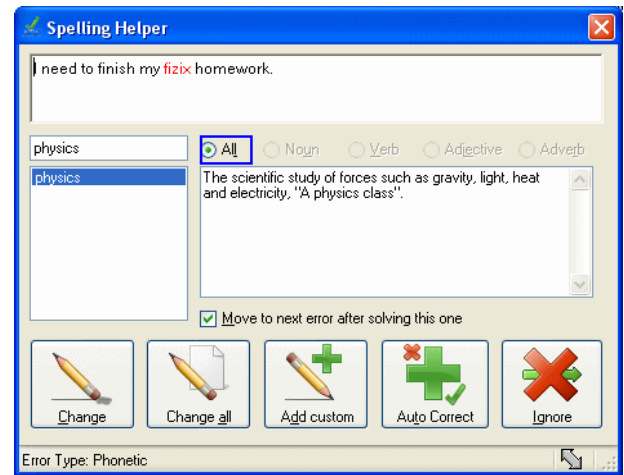 Spelling Helper
I need to finish my fizix homework.
physics
All Noun Verb Adjective Adverb
physics
The scientific study of forces such as gravity, light, heat
and electricity, "A physics class".
Move to next error after solving this one
Change Change all Add custom Auto Correct Ignore
Error Type: Phonetic